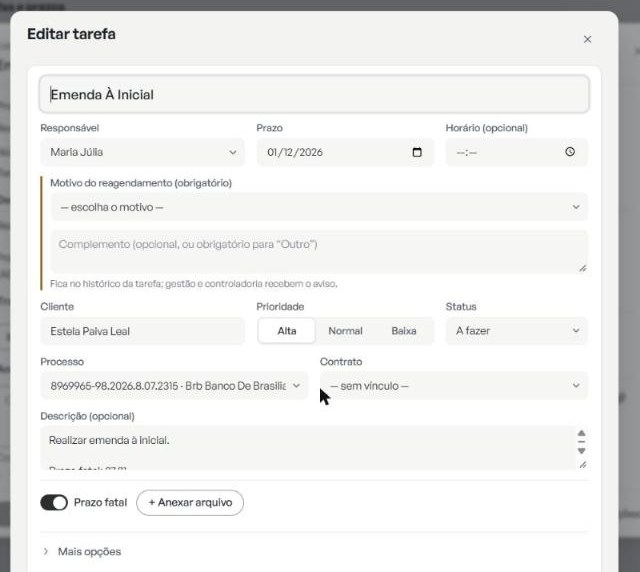 Editar tarefa
×
Emenda À Inicial
Responsável
Prazo
Horário (opcional)
Maria Júlia
01/12/2026
--:--
Motivo do reagendamento (obrigatório)
— escolha o motivo —
Complemento (opcional, ou obrigatório para "Outro")
Fica no histórico da tarefa; gestão e controladoria recebem o aviso.
Cliente
Prioridade
Status
Estela Paiva Leal
Alta
Normal
Baixa
A fazer
Processo
Contrato
8969965-98.2026.8.07.2315 · Brb Banco De Brasília
— sem vínculo —
Descrição (opcional)
Realizar emenda à inicial.
Prazo fatal
+ Anexar arquivo
Mais opções